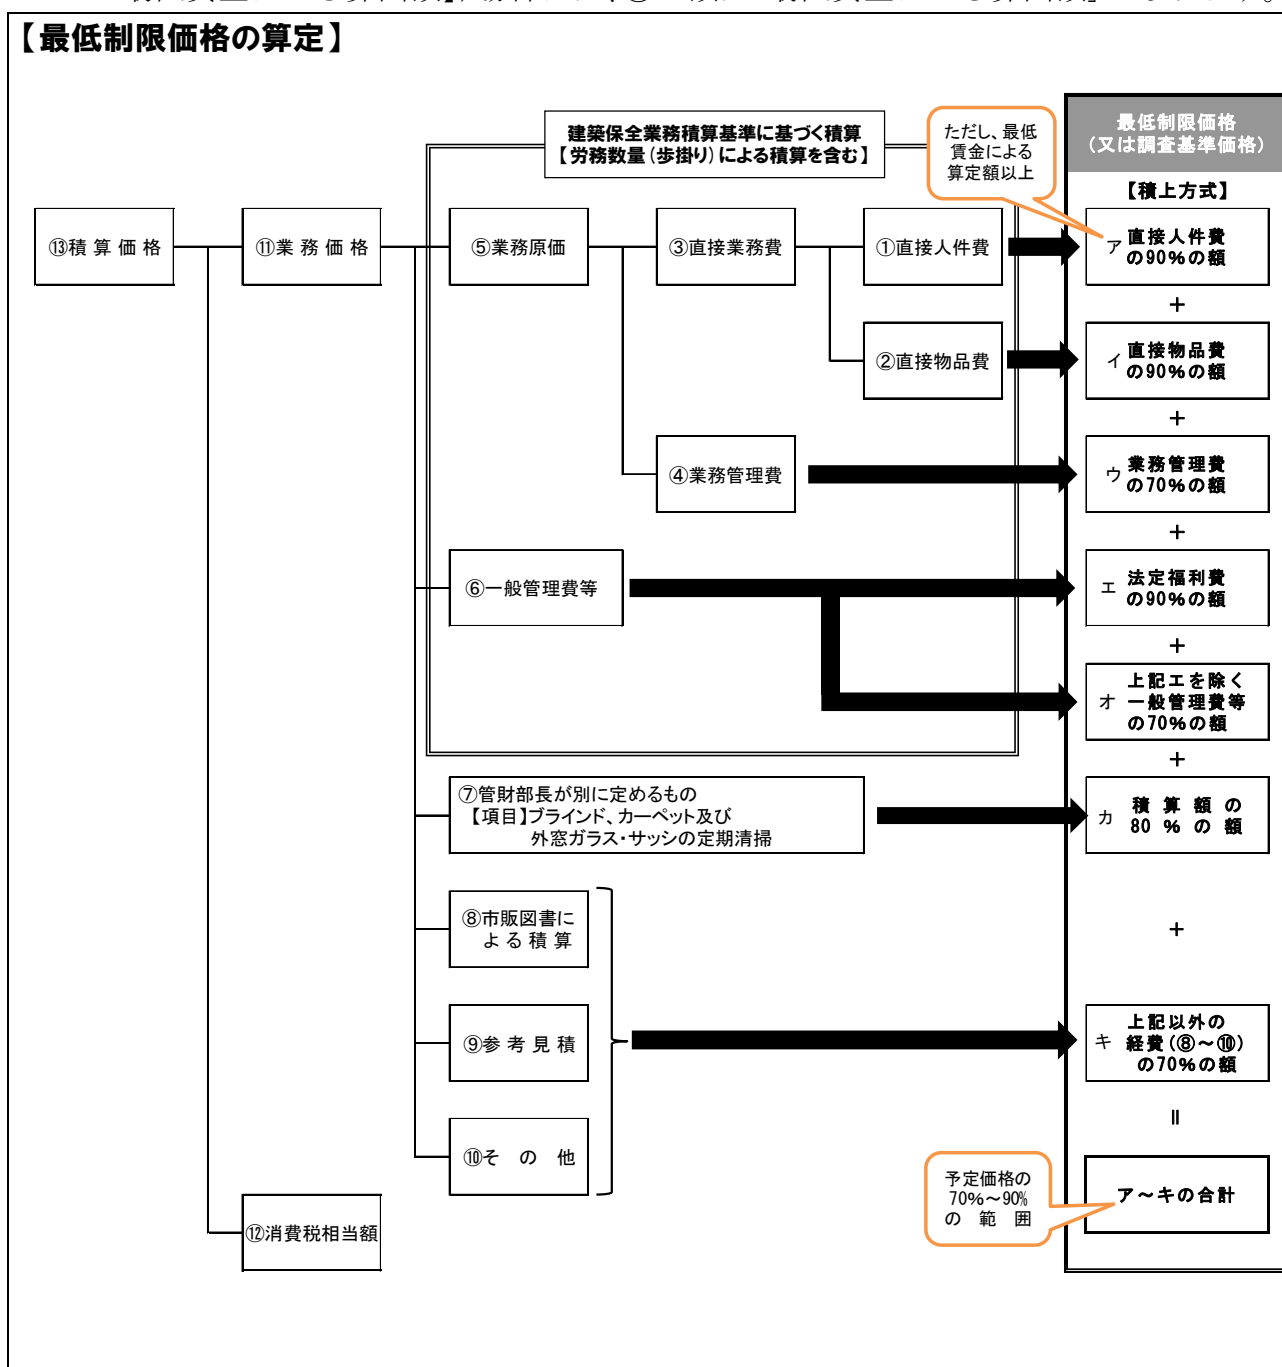 【最低制限価格の算定】
建築保全業務積算基準に基づく積算
【労務数量(歩掛り)による積算を含む】
ただし、最低
賃金による
算定額以上
最低制限価格
(又は調査基準価格)
【積上方式】
⑬積算価格
⑪業務価格
⑤業務原価
③直接業務費
①直接人件費
ア 直接人件費
の90%の額
+
②直接物品費
イ 直接物品費
の90%の額
+
④業務管理費
ウ 業務管理費
の70%の額
+
⑥一般管理費等
エ 法定福利費
の90%の額
+
オ 上記エを除く
一般管理費等
の70%の額
+
⑦管財部長が別に定めるもの
【項目】ブラインド、カーペット及び
外窓ガラス・サッシの定期清掃
カ 積算額の
80%の額
⑧市販図書に
よる積算
+
⑨参考見積
キ 上記以外の
経費(⑧~⑩)
の70%の額
॥
⑩その他
予定価格の
70%~90%
の範囲
ア~キの合計
⑫消費税相当額